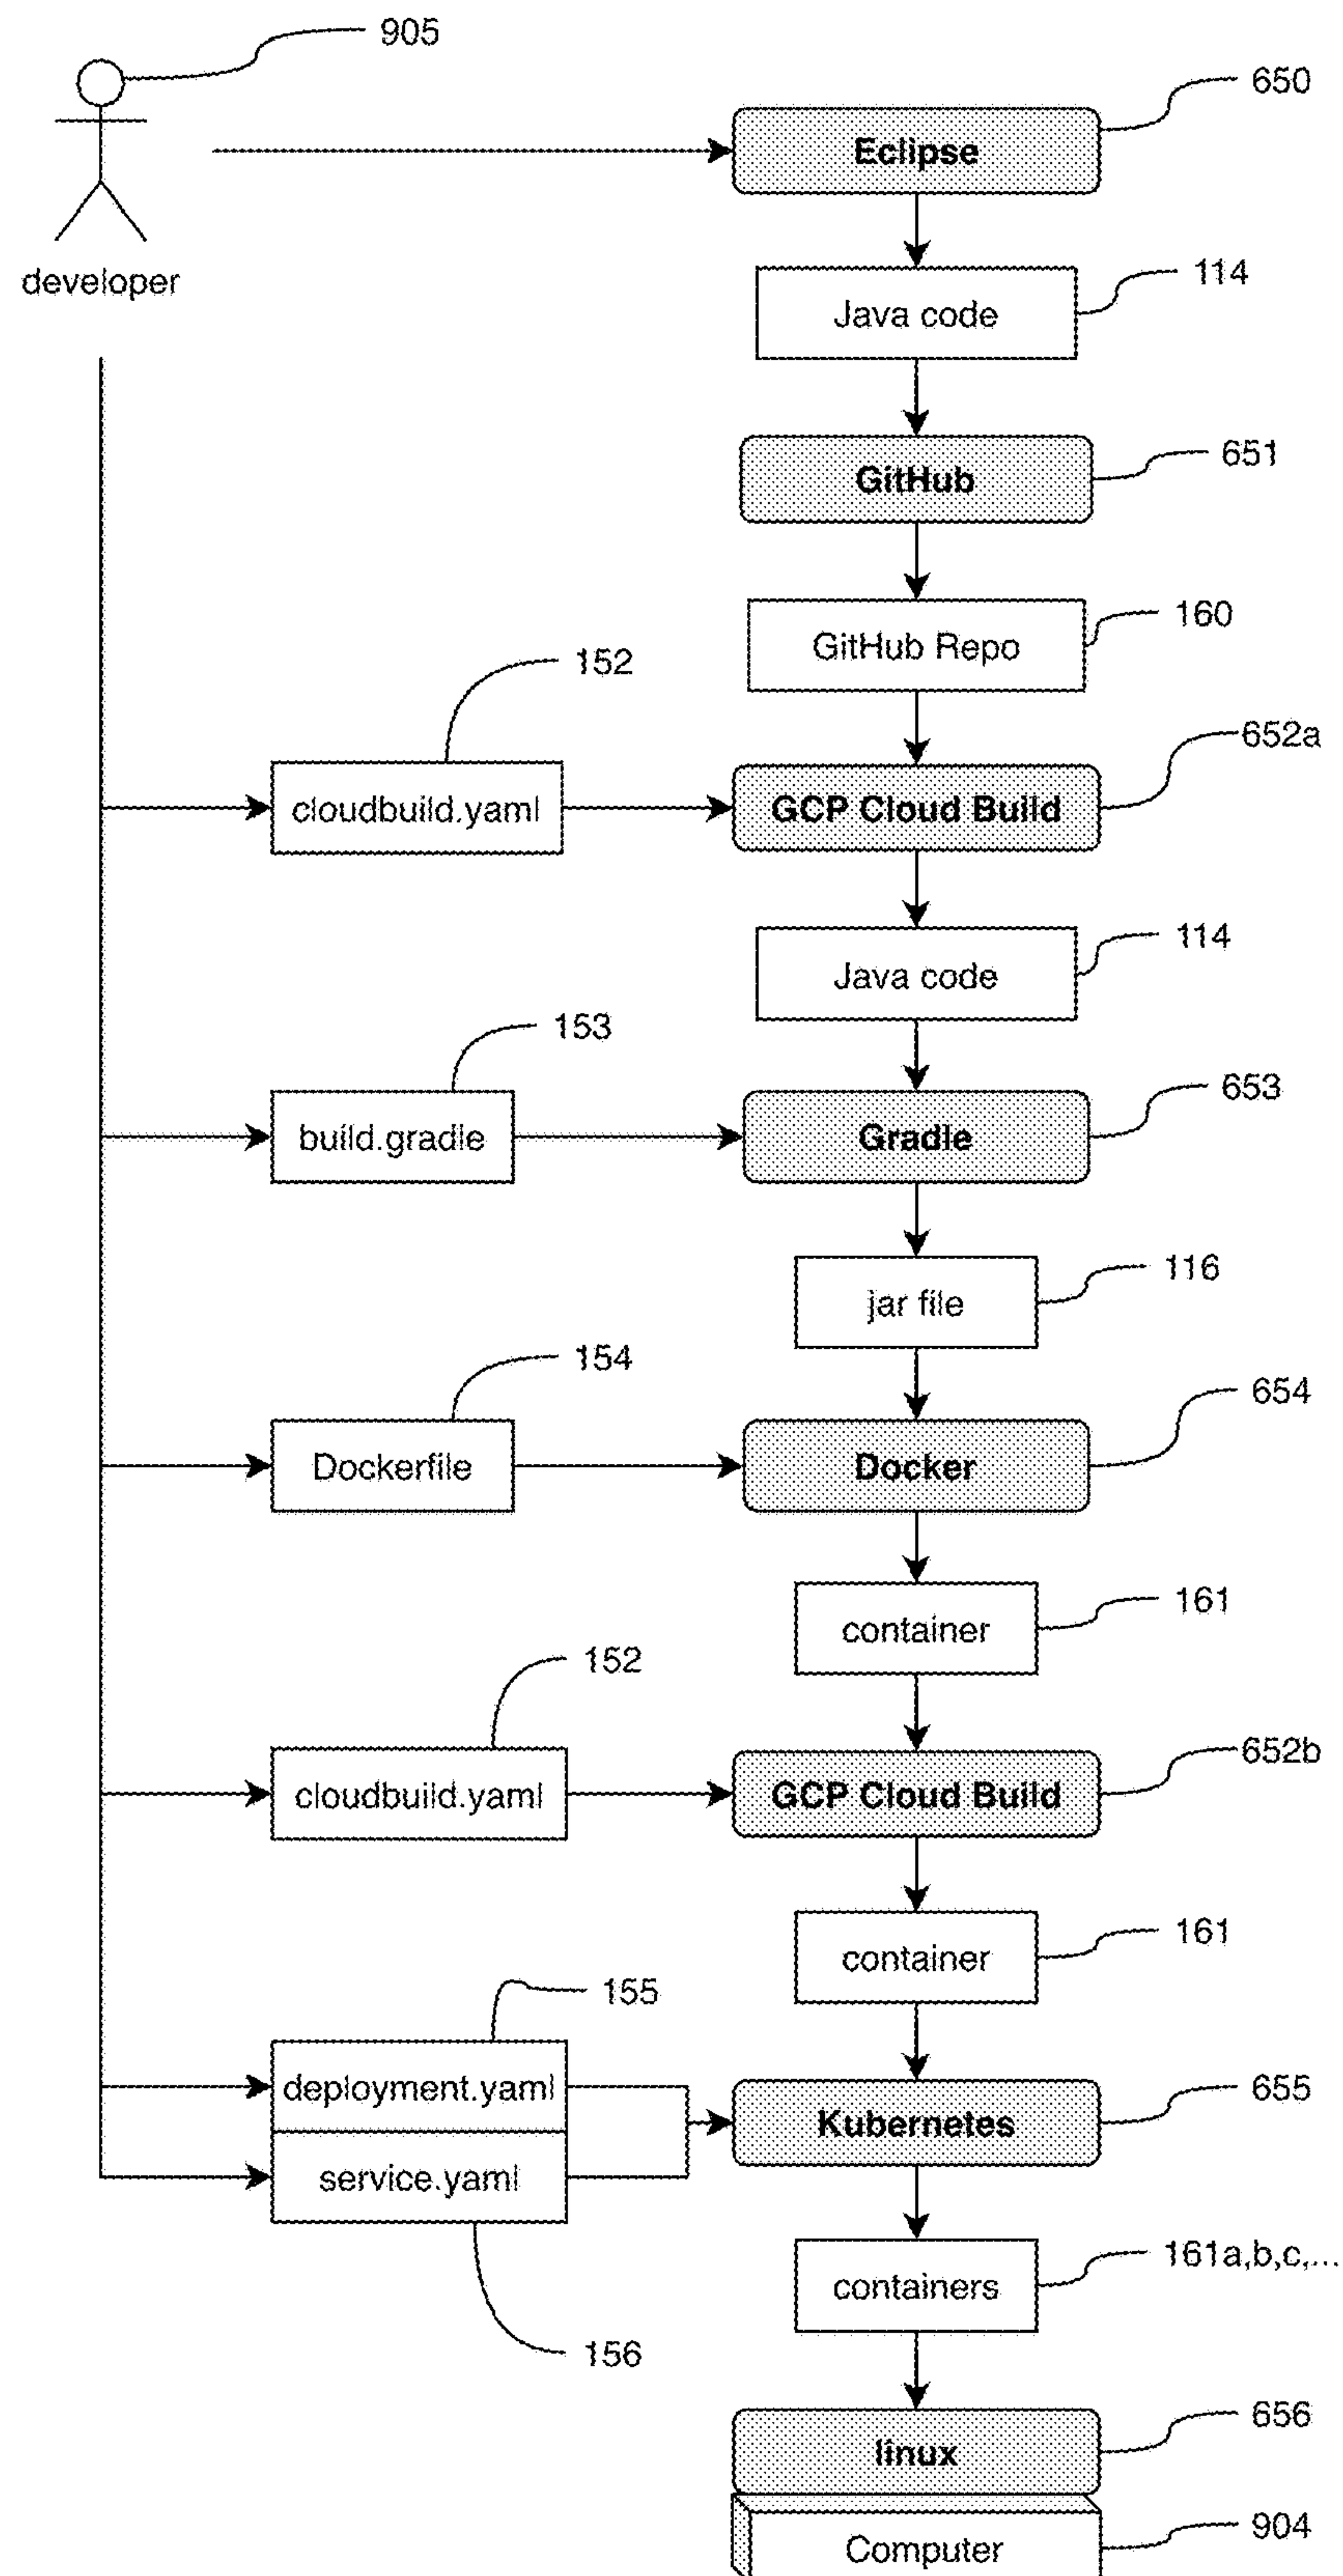 905
650
Eclipse
developer
114
Java code
651
GitHub
160
GitHub Repo
152
652a
cloudbuild.yaml
GCP Cloud Build
114
Java code
153
653
build.gradle
Gradle
116
jar file
154
654
Dockerfile
Docker
161
container
152
652b
cloudbuild.yaml
GCP Cloud Build
161
container
155
655
deployment.yaml
Kubernetes
service.yaml
161a,b,c,...
containers
156
656
linux
904
Computer